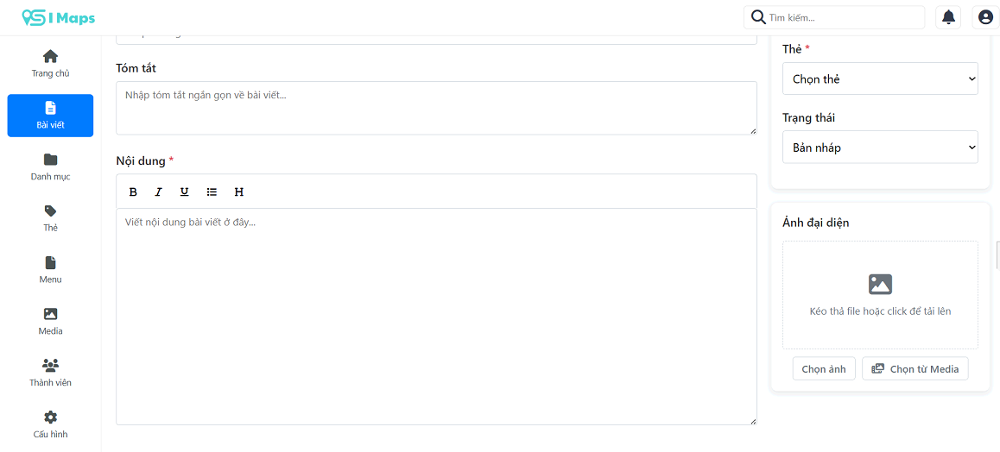 SI Maps
Tìm kiếm...
Trang chủ
Bài viết
Danh mục
Thẻ
Menu
Media
Thành viên
Cấu hình
Tóm tắt
Nhập tóm tắt ngắn gọn về bài viết...
Nội dung *
B I U H
Viết nội dung bài viết ở đây...
Thẻ *
Chọn thẻ
Trạng thái
Bản nháp
Ảnh đại diện
Kéo thả file hoặc click để tải lên
Chọn ảnh
Chọn từ Media